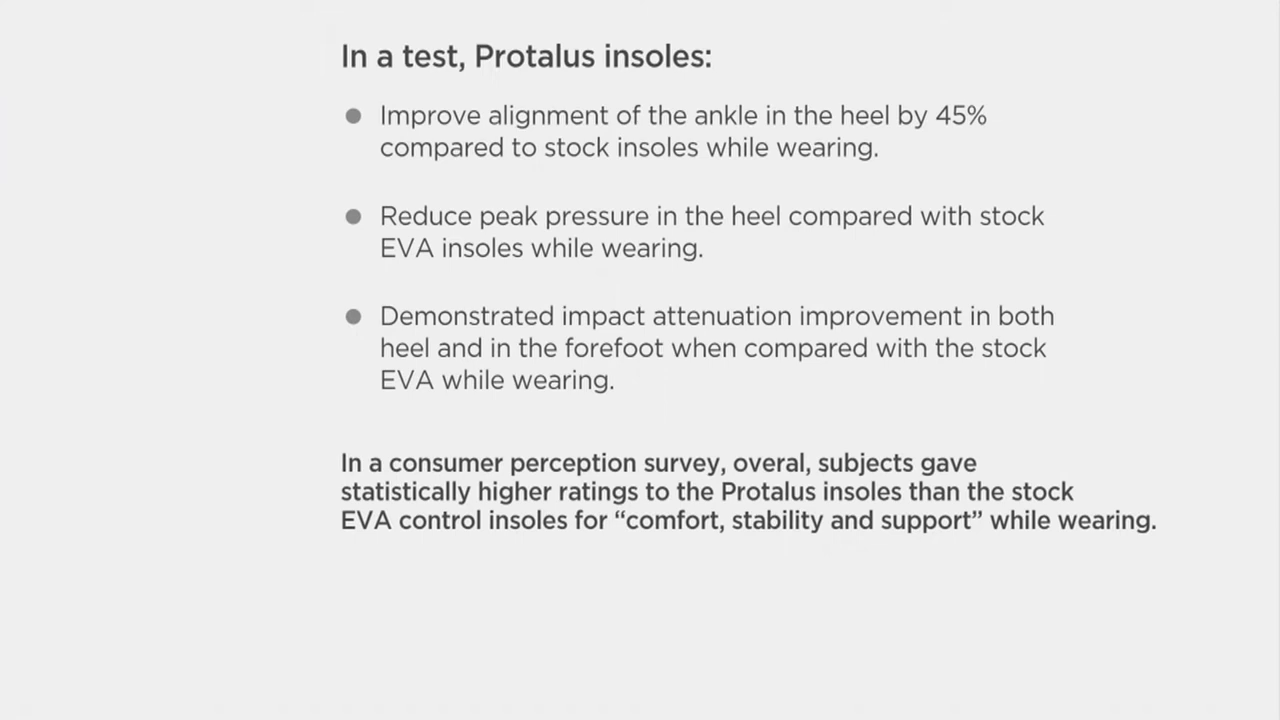 In a test, Protalus insoles:
● Improve alignment of the ankle in the heel by 45%
compared to stock insoles while wearing.
● Reduce peak pressure in the heel compared with stock
EVA insoles while wearing.
● Demonstrated impact attenuation improvement in both
heel and in the forefoot when compared with the stock
EVA while wearing.
In a consumer perception survey, overal, subjects gave
statistically higher ratings to the Protalus insoles than the stock
EVA control insoles for “comfort, stability and support” while wearing.